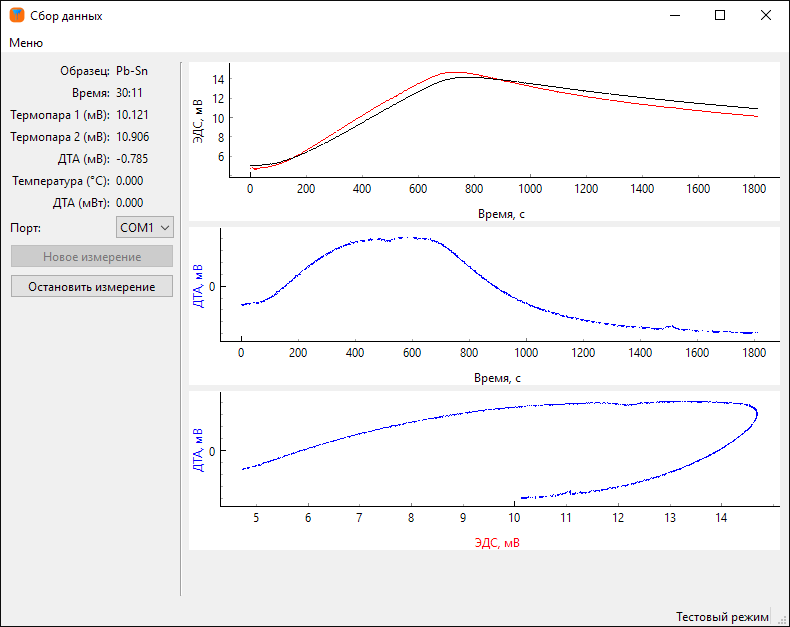 Сбор данных
Меню
Образец: Pb-Sn
Время: 30:11
Термопара 1 (мВ): 10.121
Термопара 2 (мВ): 10.906
ДТА (мВ): -0.785
Температура (°C): 0.000
ДТА (мВт): 0.000
Порт: COM1
Новое измерение
Остановить измерение
ЭДС, мВ
14
12
10
8
6
0 200 400 600 800 1000 1200 1400 1600 1800
Время, с
ДТА, мВ
0
0 200 400 600 800 1000 1200 1400 1600 1800
Время, с
ДТА, мВ
0
5 6 7 8 9 10 11 12 13 14
ЭДС, мВ
Тестовый режим